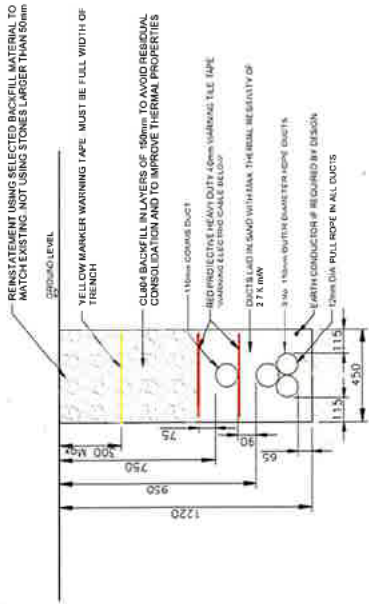 REINSTATEMENT USING SELECTED BACKFILL MATERIAL TO
MATCH EXISTING. NOT USING STONES LARGER THAN 50mm
GROUND LEVEL
YELLOW MARKER WARNING TAPE MUST BE FULL WIDTH OF
TRENCH
CL804 BACKFILL IN LAYERS OF 150mm TO AVOID RESIDUAL
CONSOLIDATION AND TO IMPROVE THERMAL PROPERTIES
110mm COMMS DUCT
RED PROTECTIVE HEAVY DUTY 40mm WARNING TILE TAPE
'WARNING ELECTRIC CABLE BELOW'
DUCTS LAID IN SAND WITH MAX THERMAL RESISTIVITY OF
2.7 K m/W
3 No. 110mm OUTER DIAMETER HDPE DUCTS
EARTH CONDUCTOR IF REQUIRED BY DESIGN
12mm DIA PULL ROPE IN ALL DUCTS
300 Max
75
750
90
950
65
1220
115
115
450